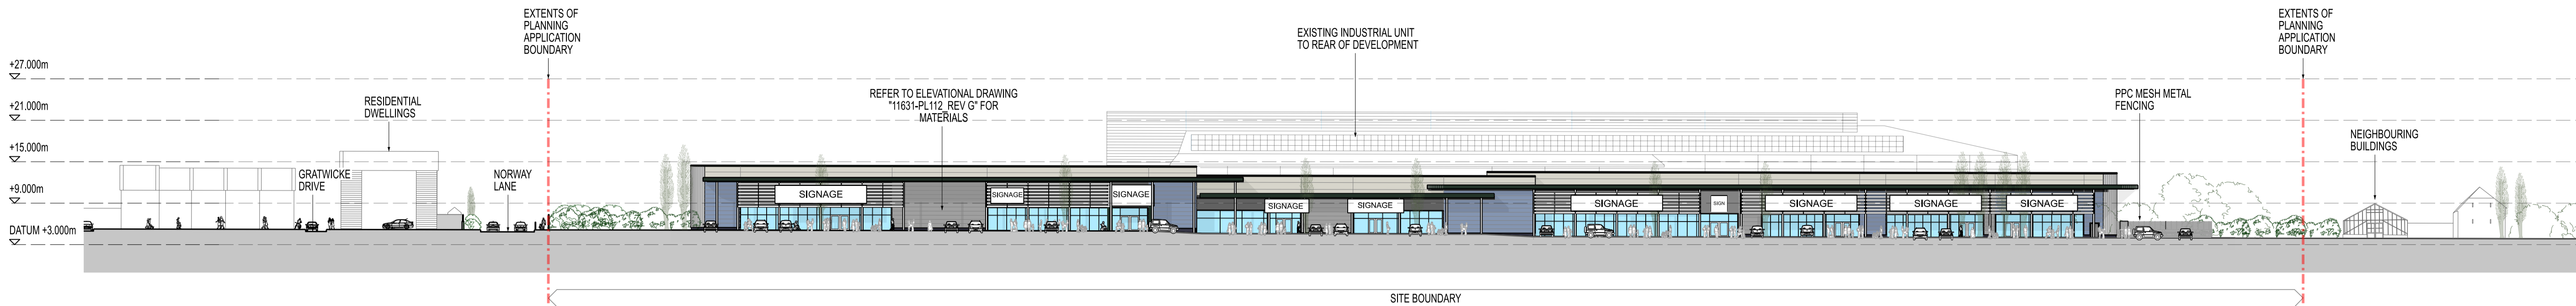 EXTENTS OF
PLANNING
APPLICATION
BOUNDARY
EXTENTS OF
PLANNING
APPLICATION
BOUNDARY
EXISTING INDUSTRIAL UNIT
TO REAR OF DEVELOPMENT
+27.000m
+21.000m
+15.000m
+9.000m
DATUM +3.000m
RESIDENTIAL
DWELLINGS
REFER TO ELEVATIONAL DRAWING
"11631-PL112_REV G" FOR
MATERIALS
PPC MESH METAL
FENCING
NEIGHBOURING
BUILDINGS
GRATWICKE
DRIVE
NORWAY
LANE
SIGNAGE
SIGNAGE
SIGNAGE
SIGNAGE
SIGNAGE
SIGNAGE
SIGN
SIGNAGE
SIGNAGE
SIGNAGE
SITE BOUNDARY